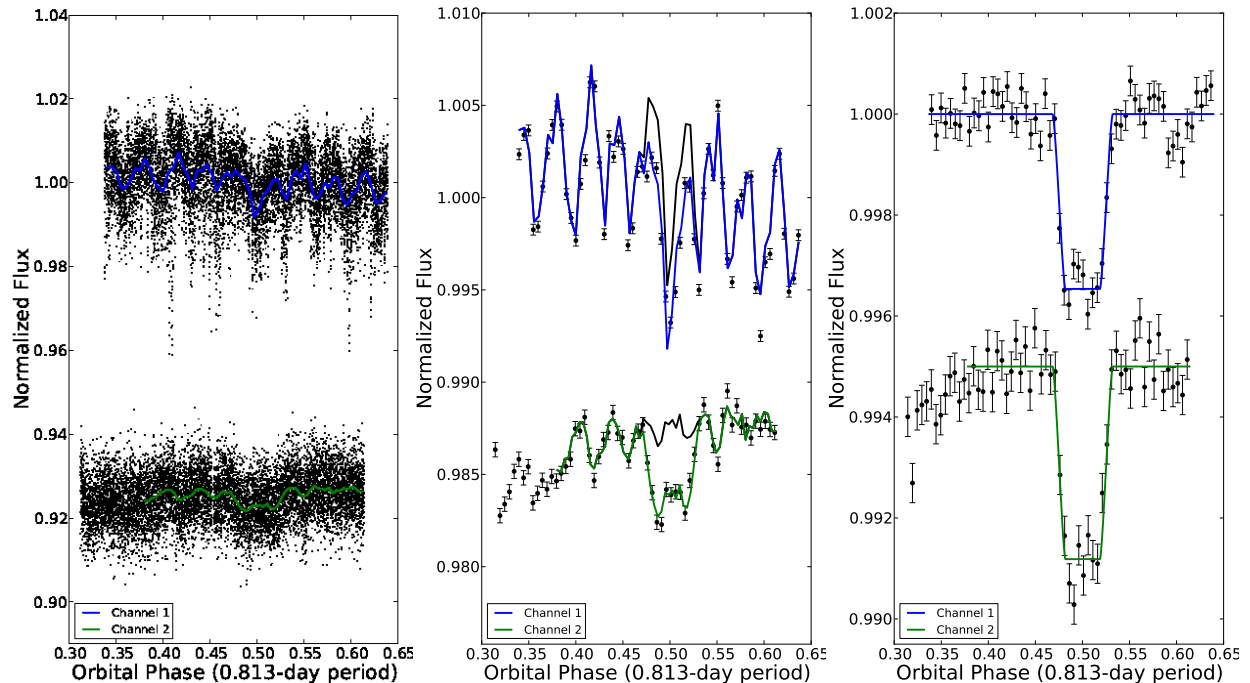 1.04
1.02
1.00
0.98
0.96
0.94
0.92
0.90
Normalized Flux
Channel 1
Channel 2
0.30 0.35 0.40 0.45 0.50 0.55 0.60 0.65
Orbital Phase (0.813-day period)
1.010
1.005
1.000
0.995
0.990
0.985
0.980
Normalized Flux
Channel 1
Channel 2
0.30 0.35 0.40 0.45 0.50 0.55 0.60 0.65
Orbital Phase (0.813-day period)
1.002
1.000
0.998
0.996
0.994
0.992
0.990
Normalized Flux
Channel 1
Channel 2
0.30 0.35 0.40 0.45 0.50 0.55 0.60 0.65
Orbital Phase (0.813-day period)